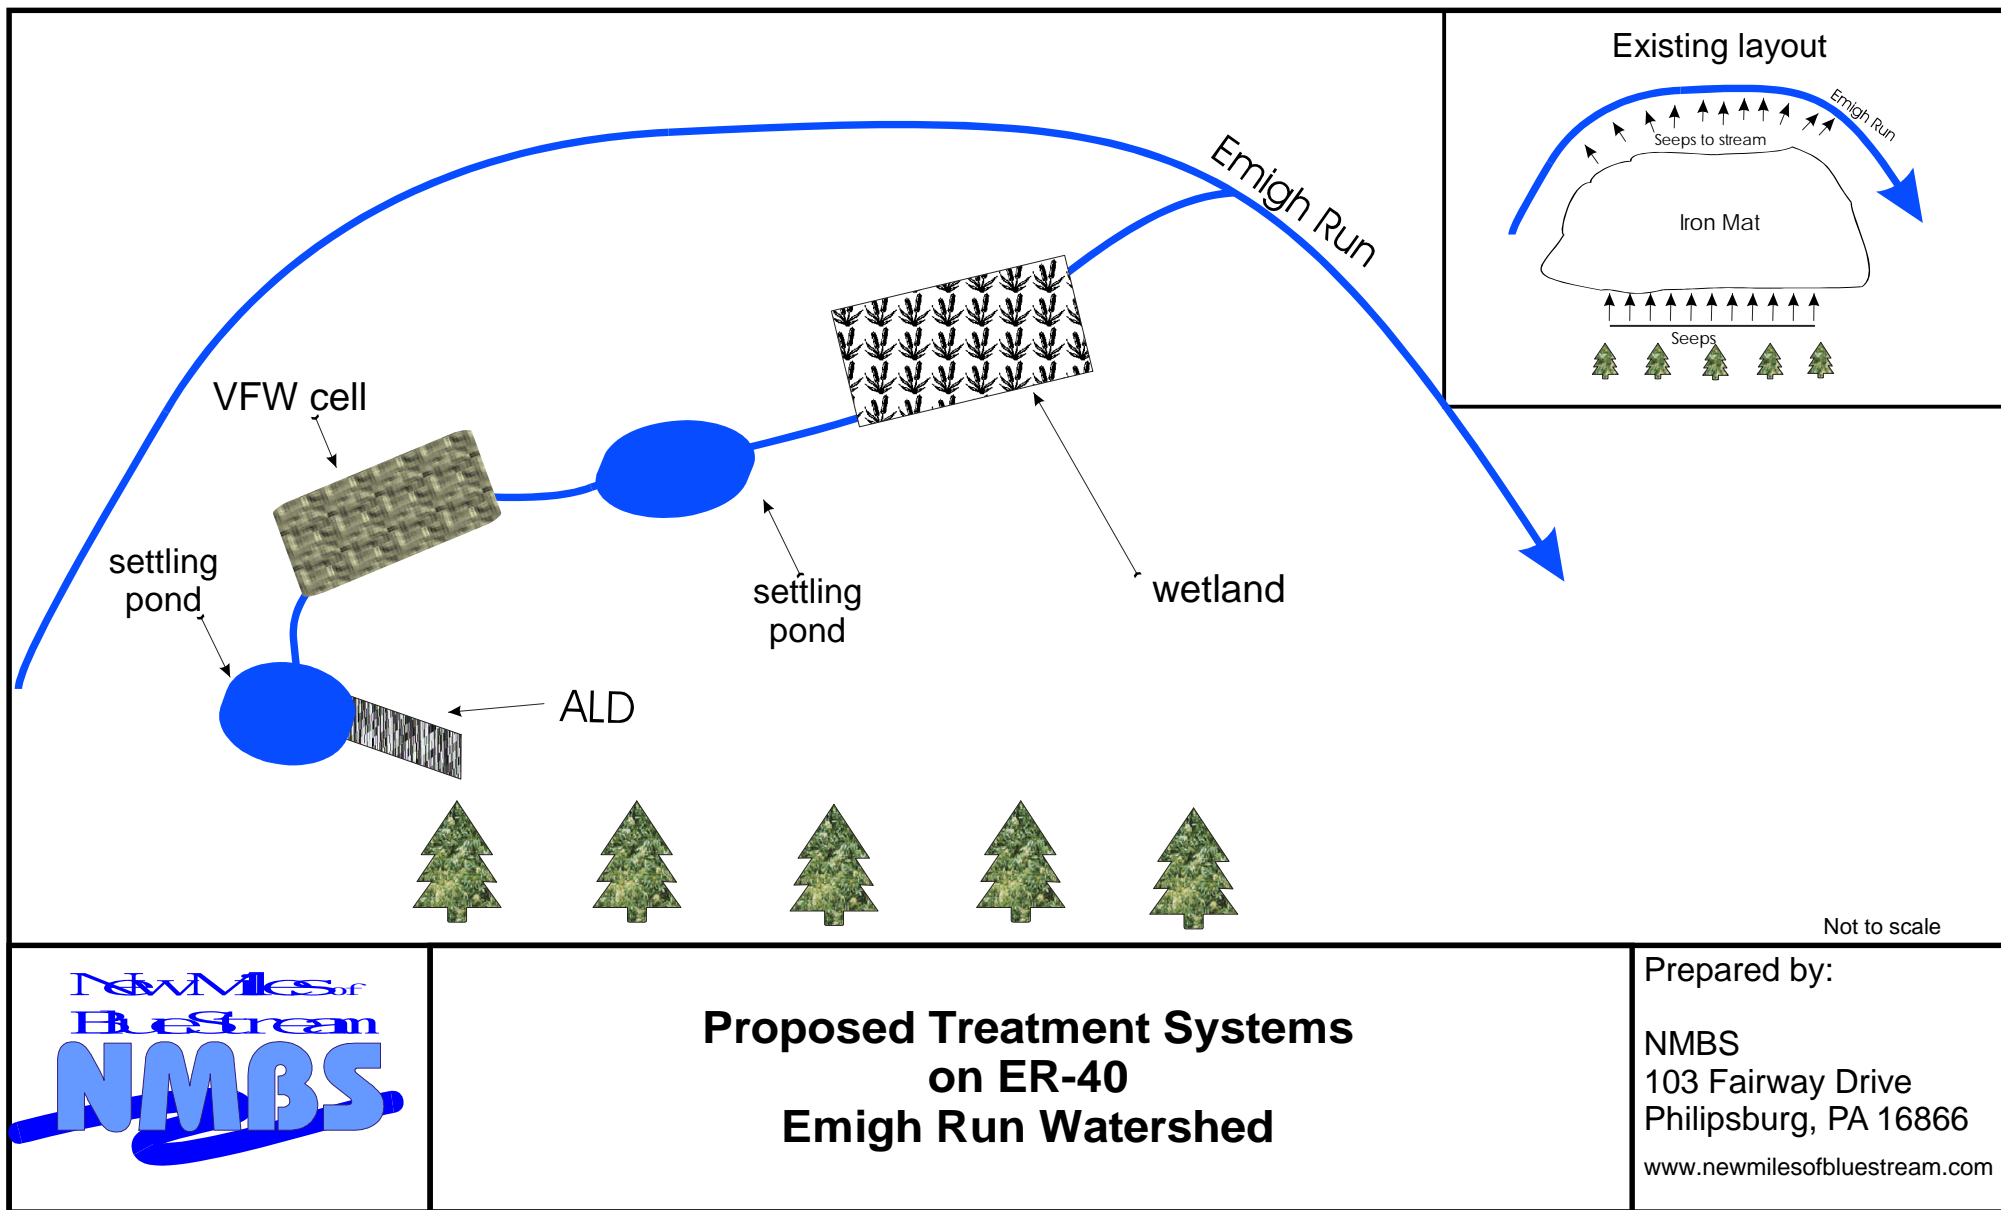 Existing layout
Emigh Run
Seeps to stream
Iron Mat
Seeps
Emigh Run
VFW cell
settling
pond
settling
pond
wetland
ALD
Not to scale
New Miles of
Blue Stream
NMBS
Proposed Treatment Systems
on ER-40
Emigh Run Watershed
Prepared by:
NMBS
103 Fairway Drive
Philipsburg, PA 16866
www.newmilesofbluestream.com